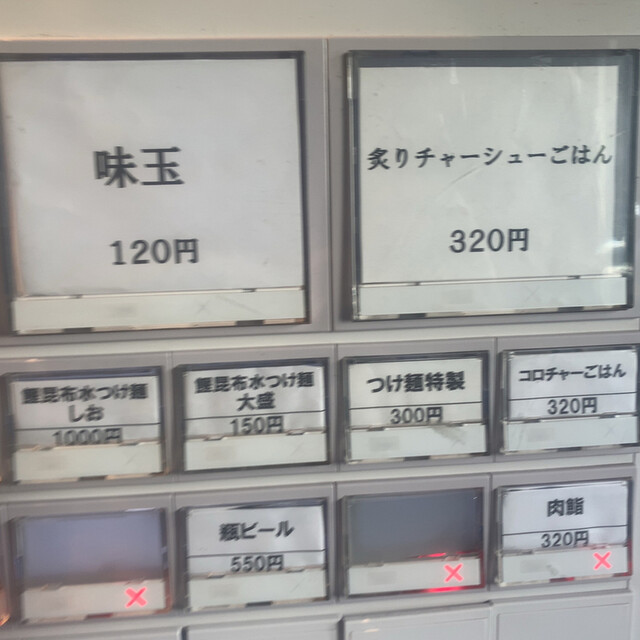 味玉
120円
炙りチャーシューごはん
320円
鰹昆布水つけ麺
しお
1000円
鰹昆布水つけ麺
大盛
150円
つけ麺特製
300円
コロチャーごはん
320円
瓶ビール
550円
肉鮨
320円